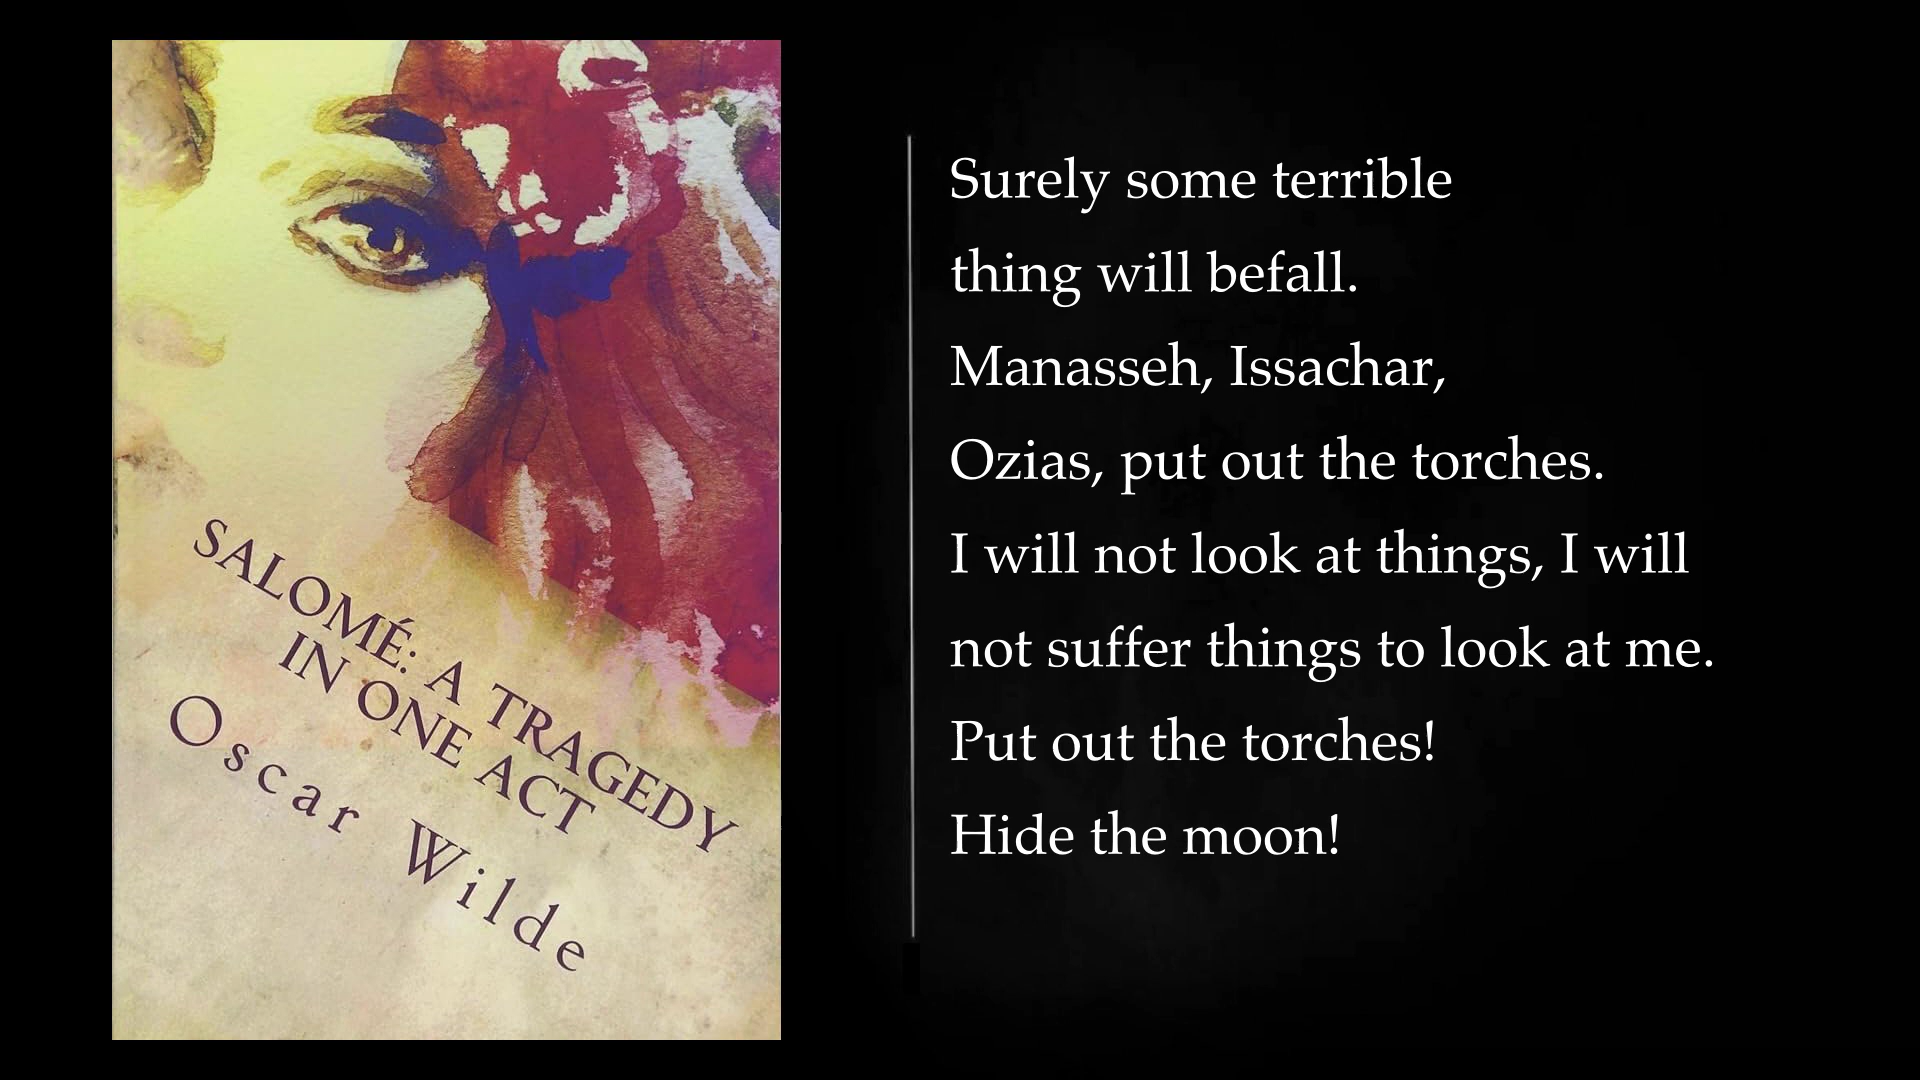 SALOMÉ: A TRAGEDY
IN ONE ACT
Oscar Wilde
Surely some terrible
thing will befall.
Manasseh, Issachar,
Ozias, put out the torches.
I will not look at things, I will
not suffer things to look at me.
Put out the torches!
Hide the moon!